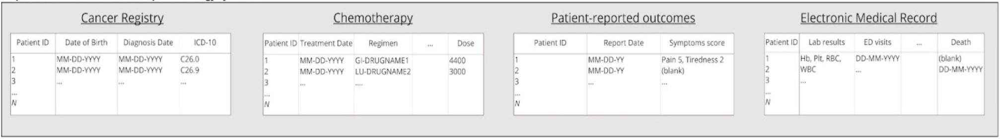 Cancer Registry
Patient ID Date of Birth Diagnosis Date ICD-10
1 MM-DD-YYYY MM-DD-YYYY C26.0
2 MM-DD-YYYY MM-DD-YYYY C26.9
3 ... ... ...
...
N
Chemotherapy
Patient ID Treatment Date Regimen ... Dose
1 MM-DD-YYYY GI-DRUGNAME1 4400
2 MM-DD-YYYY LU-DRUGNAME2 3000
3 ... ....
...
N
Patient-reported outcomes
Patient ID Report Date Symptoms score
1 MM-DD-YY Pain 5, Tiredness 2
2 MM-DD-YY (blank)
3 ... ...
...
N
Electronic Medical Record
Patient ID Lab results ED visits ... Death
1 Hb, Plt, RBC, DD-MM-YYYY (blank)
2 WBC ... DD-MM-YYYY
3 ...
...
N